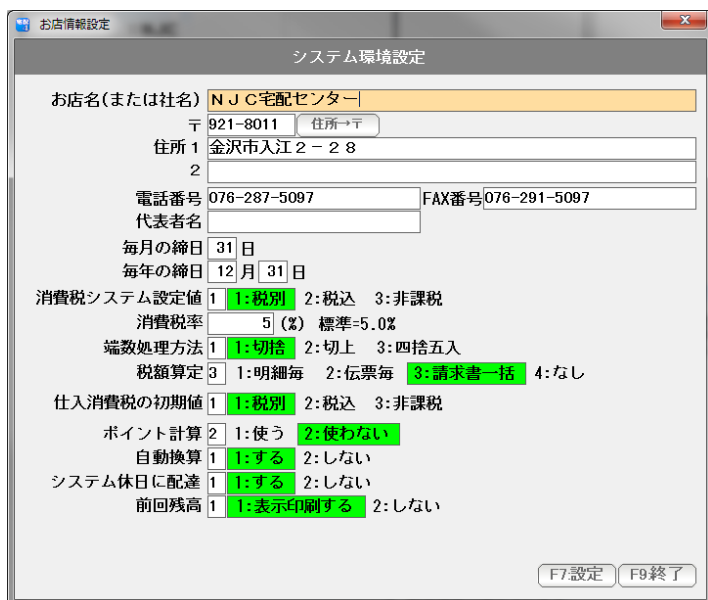 お店情報設定
システム環境設定
お店名(または社名) ＮＪＣ宅配センター
〒 921-8011 住所→〒
住所１ 金沢市入江２－２８
２
電話番号 076-287-5097 FAX番号 076-291-5097
代表者名
毎月の締日 31 日
毎年の締日 12 月 31 日
消費税システム設定値 1 1:税別 2:税込 3:非課税
消費税率 5 (%) 標準=5.0%
端数処理方法 1 1:切捨 2:切上 3:四捨五入
税額算定 3 1:明細毎 2:伝票毎 3:請求書一括 4:なし
仕入消費税の初期値 1 1:税別 2:税込 3:非課税
ポイント計算 2 1:使う 2:使わない
自動換算 1 1:する 2:しない
システム休日に配達 1 1:する 2:しない
前回残高 1 1:表示印刷する 2:しない
F7:設定 F9:終了